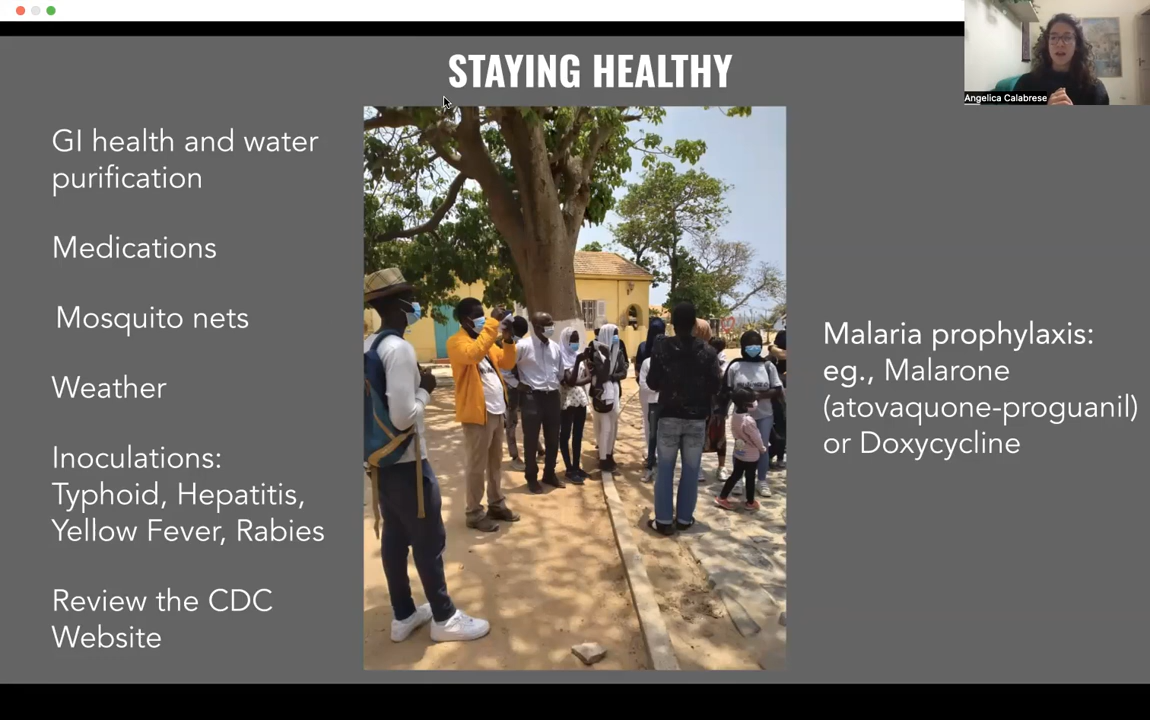 STAYING HEALTHY
Angelica Calabrese
GI health and water
purification
Medications
Mosquito nets
Weather
Inoculations:
Typhoid, Hepatitis,
Yellow Fever, Rabies
Review the CDC
Website
Malaria prophylaxis:
eg., Malarone
(atovaquone-proguanil)
or Doxycycline